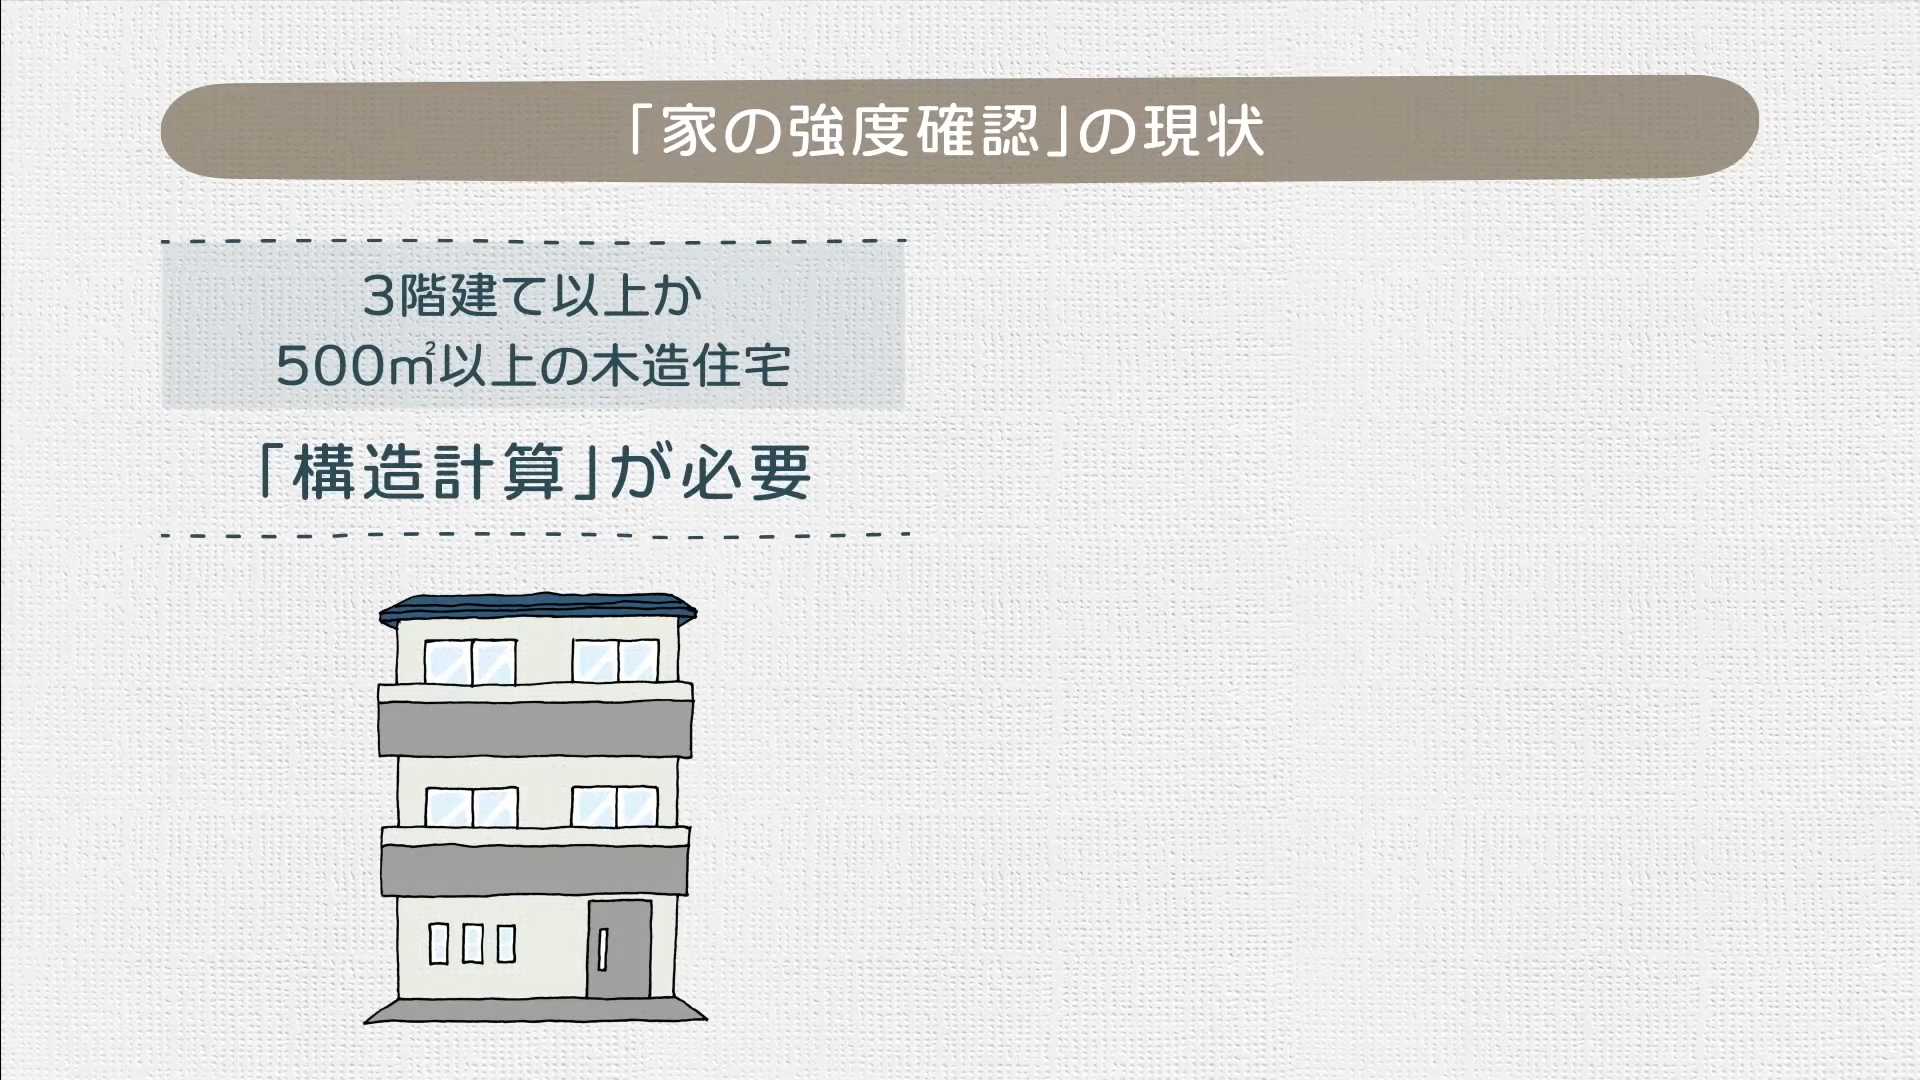 「家の強度確認」の現状
3階建て以上か
500㎡以上の木造住宅
「構造計算」が必要